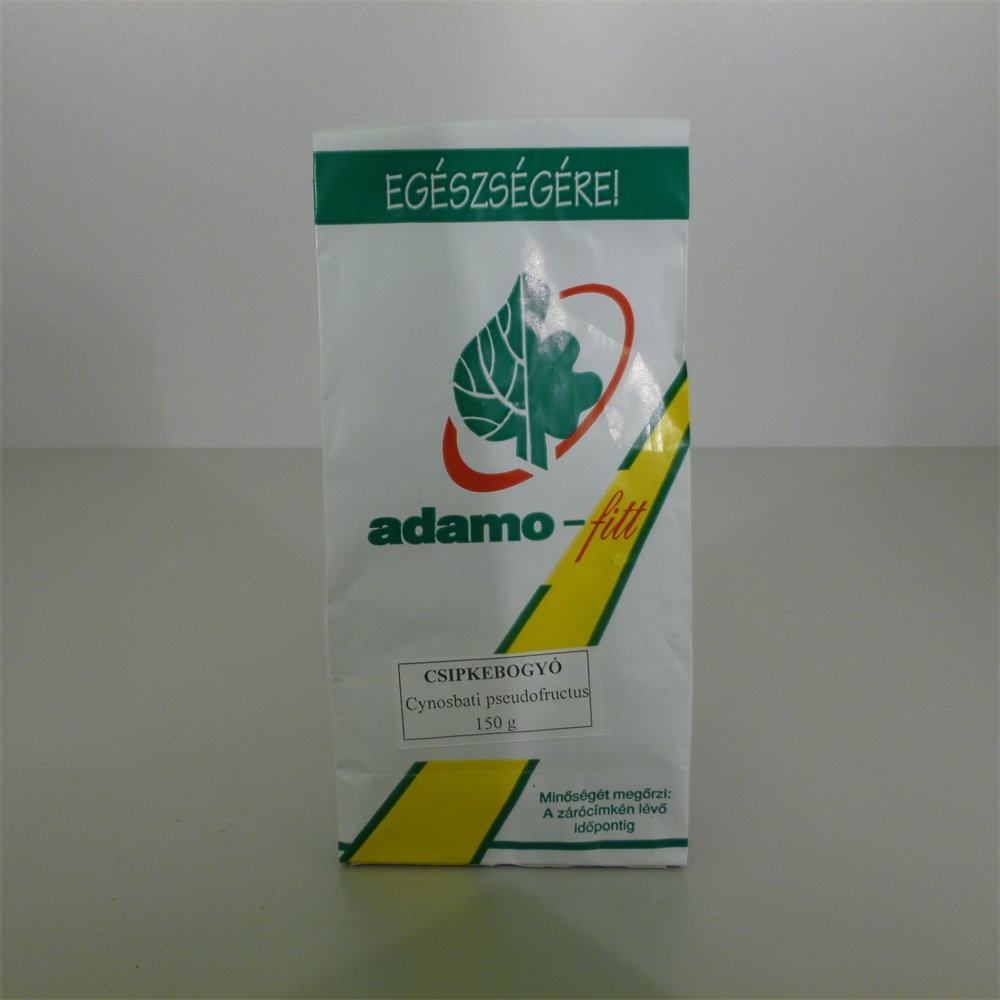 EGÉSZSÉGÉRE!
adamo-fitt
CSIPKEBOGYÓ
Cynosbati pseudofructus
150 g
Minőségét megőrzi:
A zárócímkén lévő
időpontig